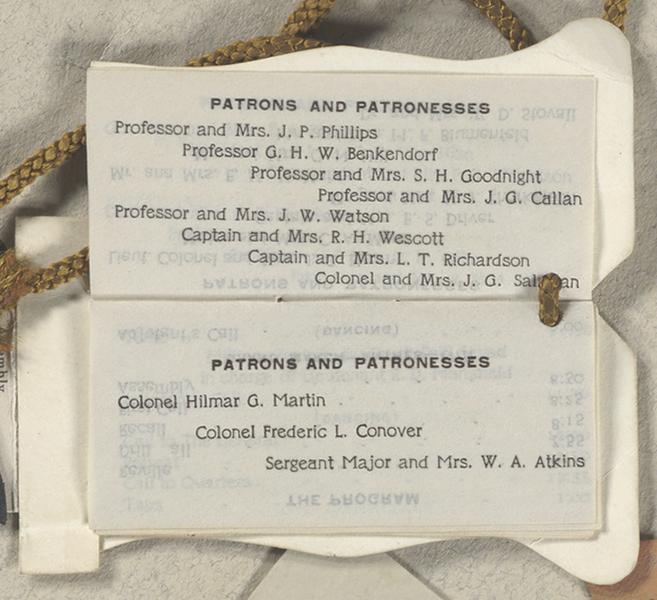 PATRONS AND PATRONESSES
Professor and Mrs. J. P. Phillips
Professor G. H. W. Benkendorf
Professor and Mrs. S. H. Goodnight
Professor and Mrs. J. G. Callan
Professor and Mrs. J. W. Watson
Captain and Mrs. R. H. Wescott
Captain and Mrs. L. T. Richardson
Colonel and Mrs. J. G.
PATRONS AND PATRONESSES
Colonel Hilmar G. Martin
Colonel Frederic L. Conover
Sergeant Major and Mrs. W. A. Atkins